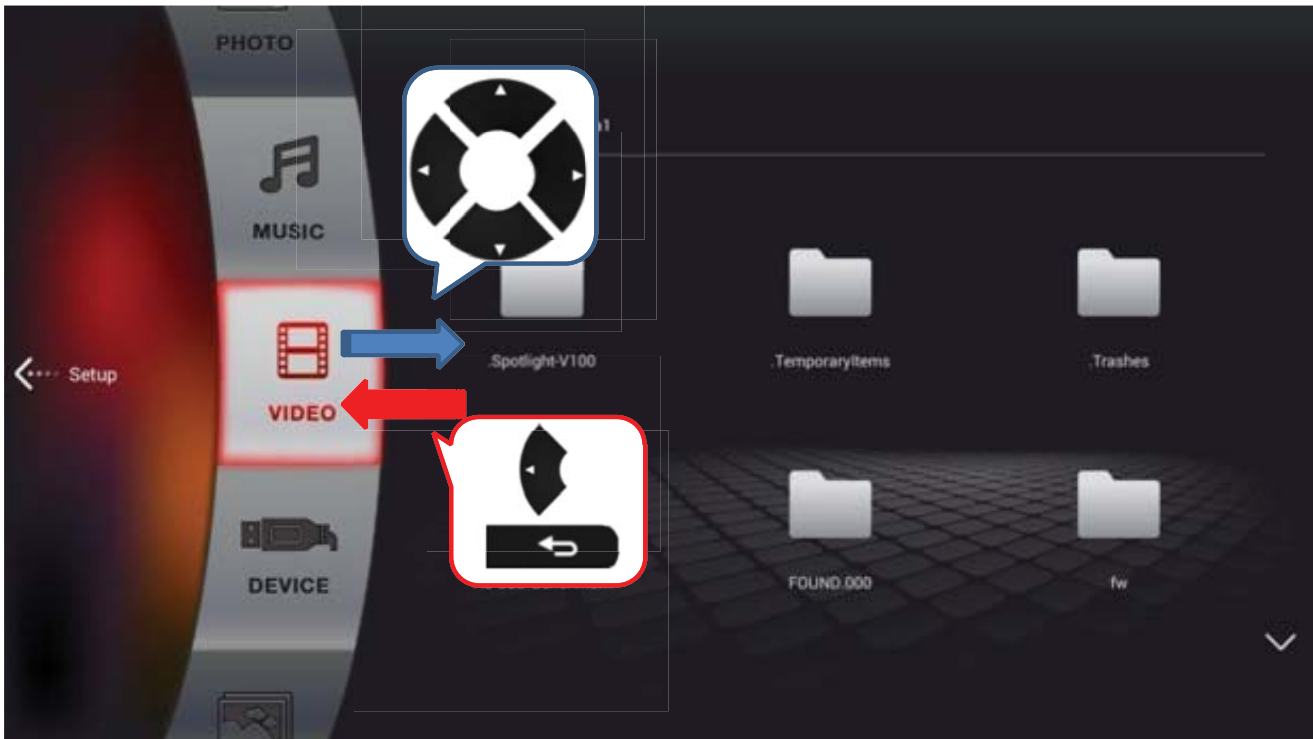 PHOTO
MUSIC
Setup
VIDEO
DEVICE
.Spotlight-V100
.TemporaryItems
.Trashes
FOUND.000
fw